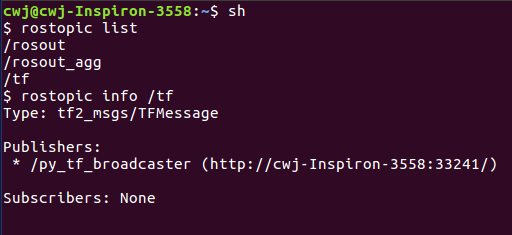 cwj@cwj-Inspiron-3558:~$ sh
$ rostopic list
/rosout
/rosout_agg
/tf
$ rostopic info /tf
Type: tf2_msgs/TFMessage

Publishers:
 * /py_tf_broadcaster (http://cwj-Inspiron-3558:33241/)

Subscribers: None